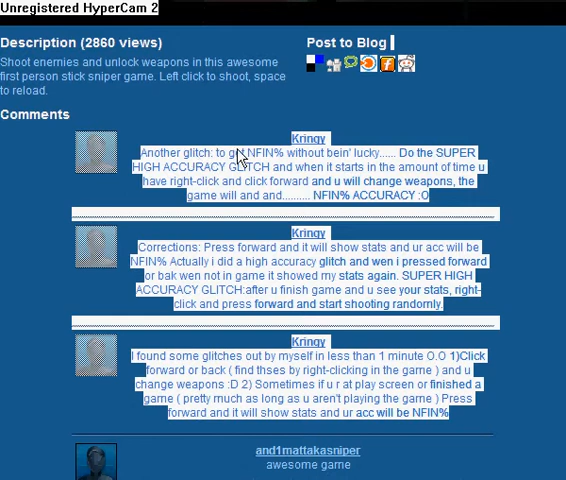 Unregistered HyperCam 2
Description (2860 views)
Post to Blog
Shoot enemies and unlock weapons in this awesome
first person stick sniper game. Left click to shoot, space
to reload.
Comments
Kringy
Another glitch: to get NFIN% without bein' lucky...... Do the SUPER
HIGH ACCURACY GLITCH and when it starts in the amount of time u
have right-click and click forward and u will change weapons, the
game will and and.......... NFIN% ACCURACY :O
Kringy
Corrections: Press forward and it will show stats and ur acc will be
NFIN% Actually i did a high accuracy glitch and wen i pressed forward
or bak wen not in game it showed my stats again. SUPER HIGH
ACCURACY GLITCH:after u finish game and u see your stats, right-
click and press forward and start shooting randomly.
Kringy
I found some glitches out by myself in less than 1 minute O.O 1)Click
forward or back ( find thses by right-clicking in the game ) and u
change weapons :D 2) Sometimes if u r at play screen or finished a
game ( pretty much as long as u aren't playing the game ) Press
forward and it will show stats and ur acc will be NFIN%
and1mattakasniper
awesome game